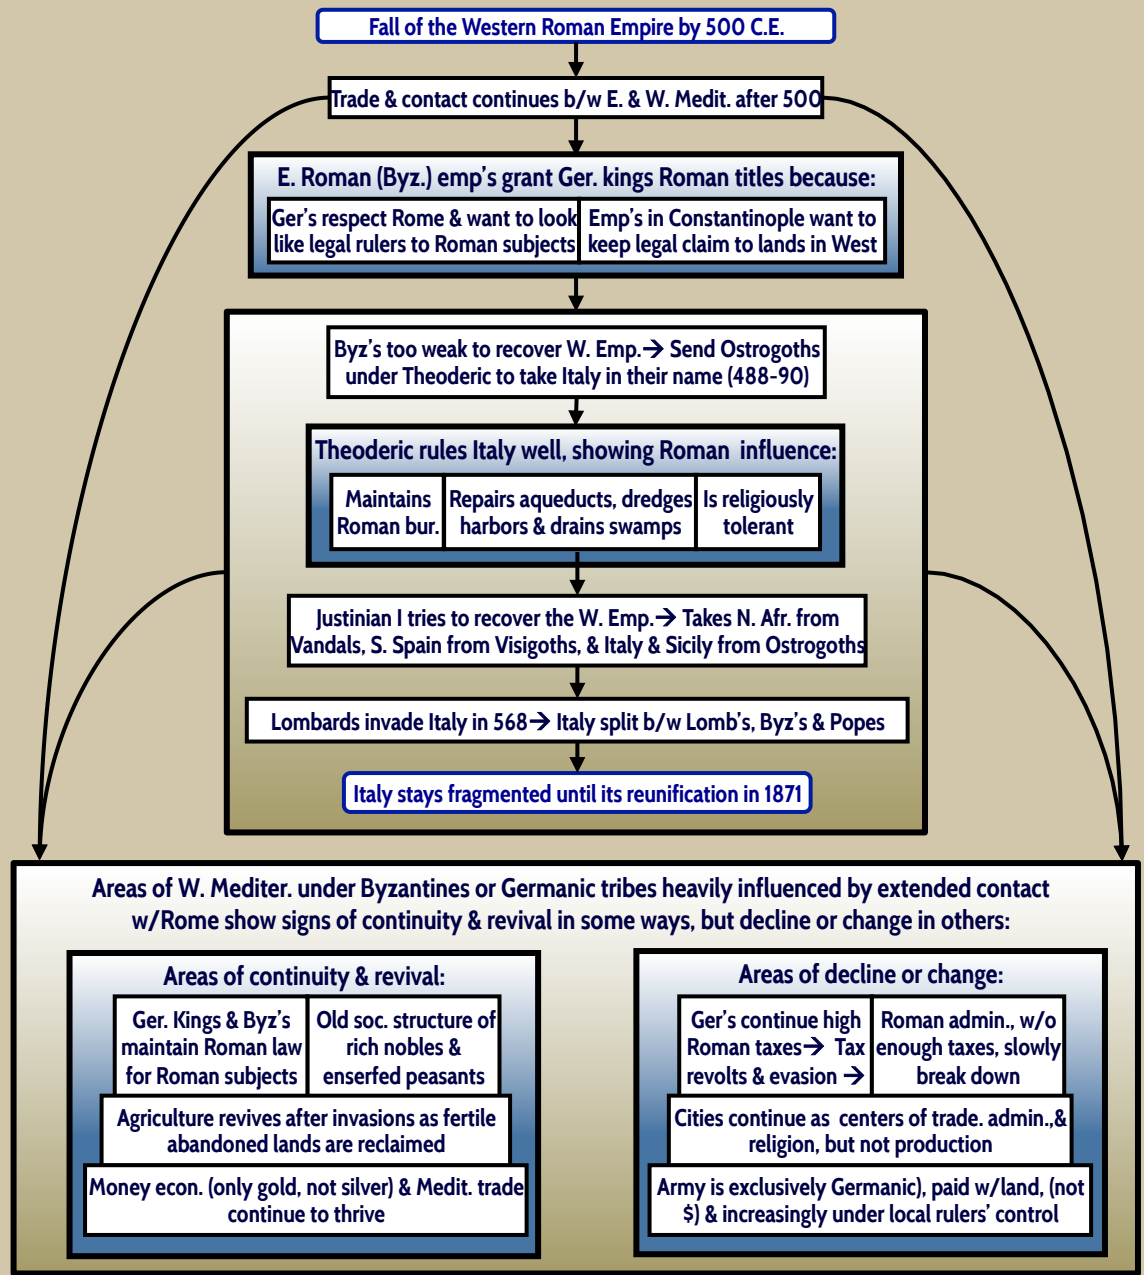 Fall of the Western Roman Empire by 500 C.E.
Trade & contact continues b/w E. & W. Medit. after 500
E. Roman (Byz.) emp's grant Ger. kings Roman titles because:
Ger's respect Rome & want to look
like legal rulers to Roman subjects
Emp's in Constantinople want to
keep legal claim to lands in West
Byz's too weak to recover W. Emp.→ Send Ostrogoths
under Theoderic to take Italy in their name (488-90)
Theoderic rules Italy well, showing Roman influence:
Maintains
Roman bur.
Repairs aqueducts, dredges
harbors & drains swamps
Is religiously
tolerant
Justinian I tries to recover the W. Emp.→ Takes N. Afr. from
Vandals, S. Spain from Visigoths, & Italy & Sicily from Ostrogoths
Lombards invade Italy in 568→ Italy split b/w Lomb's, Byz's & Popes
Italy stays fragmented until its reunification in 1871
Areas of W. Mediter. under Byzantines or Germanic tribes heavily influenced by extended contact
w/Rome show signs of continuity & revival in some ways, but decline or change in others:
Areas of continuity & revival:
Ger. Kings & Byz's
maintain Roman law
for Roman subjects
Old soc. structure of
rich nobles &
enserfed peasants
Agriculture revives after invasions as fertile
abandoned lands are reclaimed
Money econ. (only gold, not silver) & Medit. trade
continue to thrive
Areas of decline or change:
Ger's continue high
Roman taxes→ Tax
revolts & evasion →
Roman admin., w/o
enough taxes, slowly
break down
Cities continue as centers of trade. admin.,&
religion, but not production
Army is exclusively Germanic), paid w/land, (not
$) & increasingly under local rulers' control